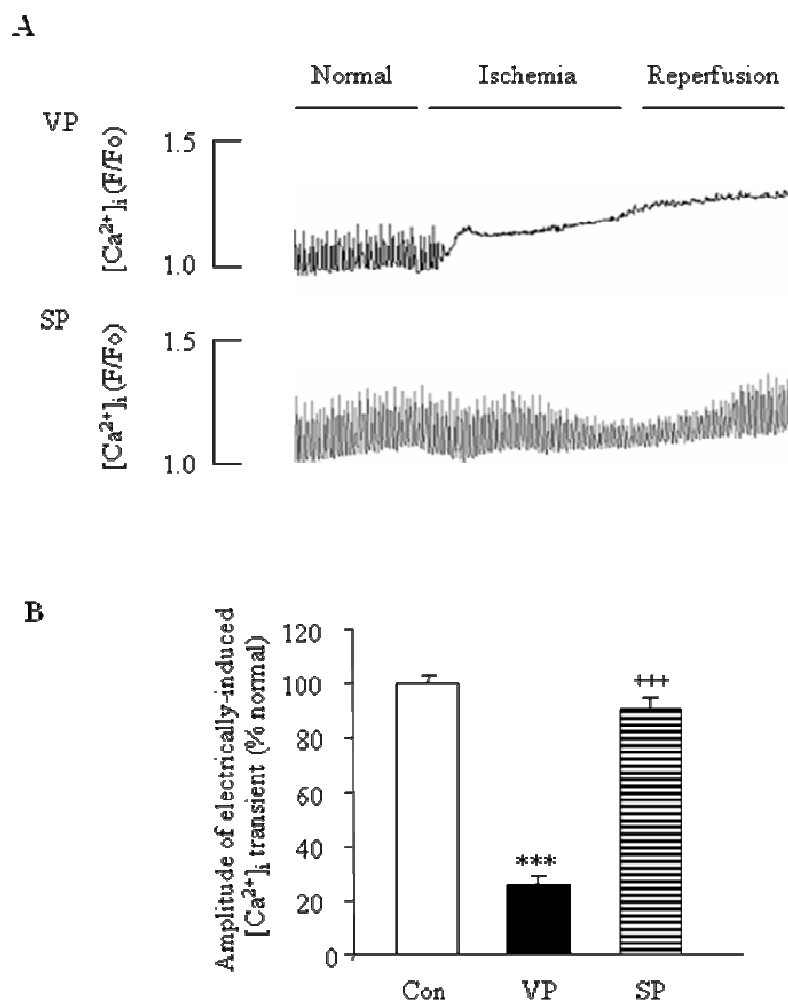 A
Normal Ischemia Reperfusion
VP
[Ca²⁺]i (F/Fo)
1.5
1.0
SP
[Ca²⁺]i (F/Fo)
1.5
1.0
B
Amplitude of electrically-induced
[Ca²⁺]i transient (% normal)
120
100
80
60
40
20
0
***
+++
Con VP SP